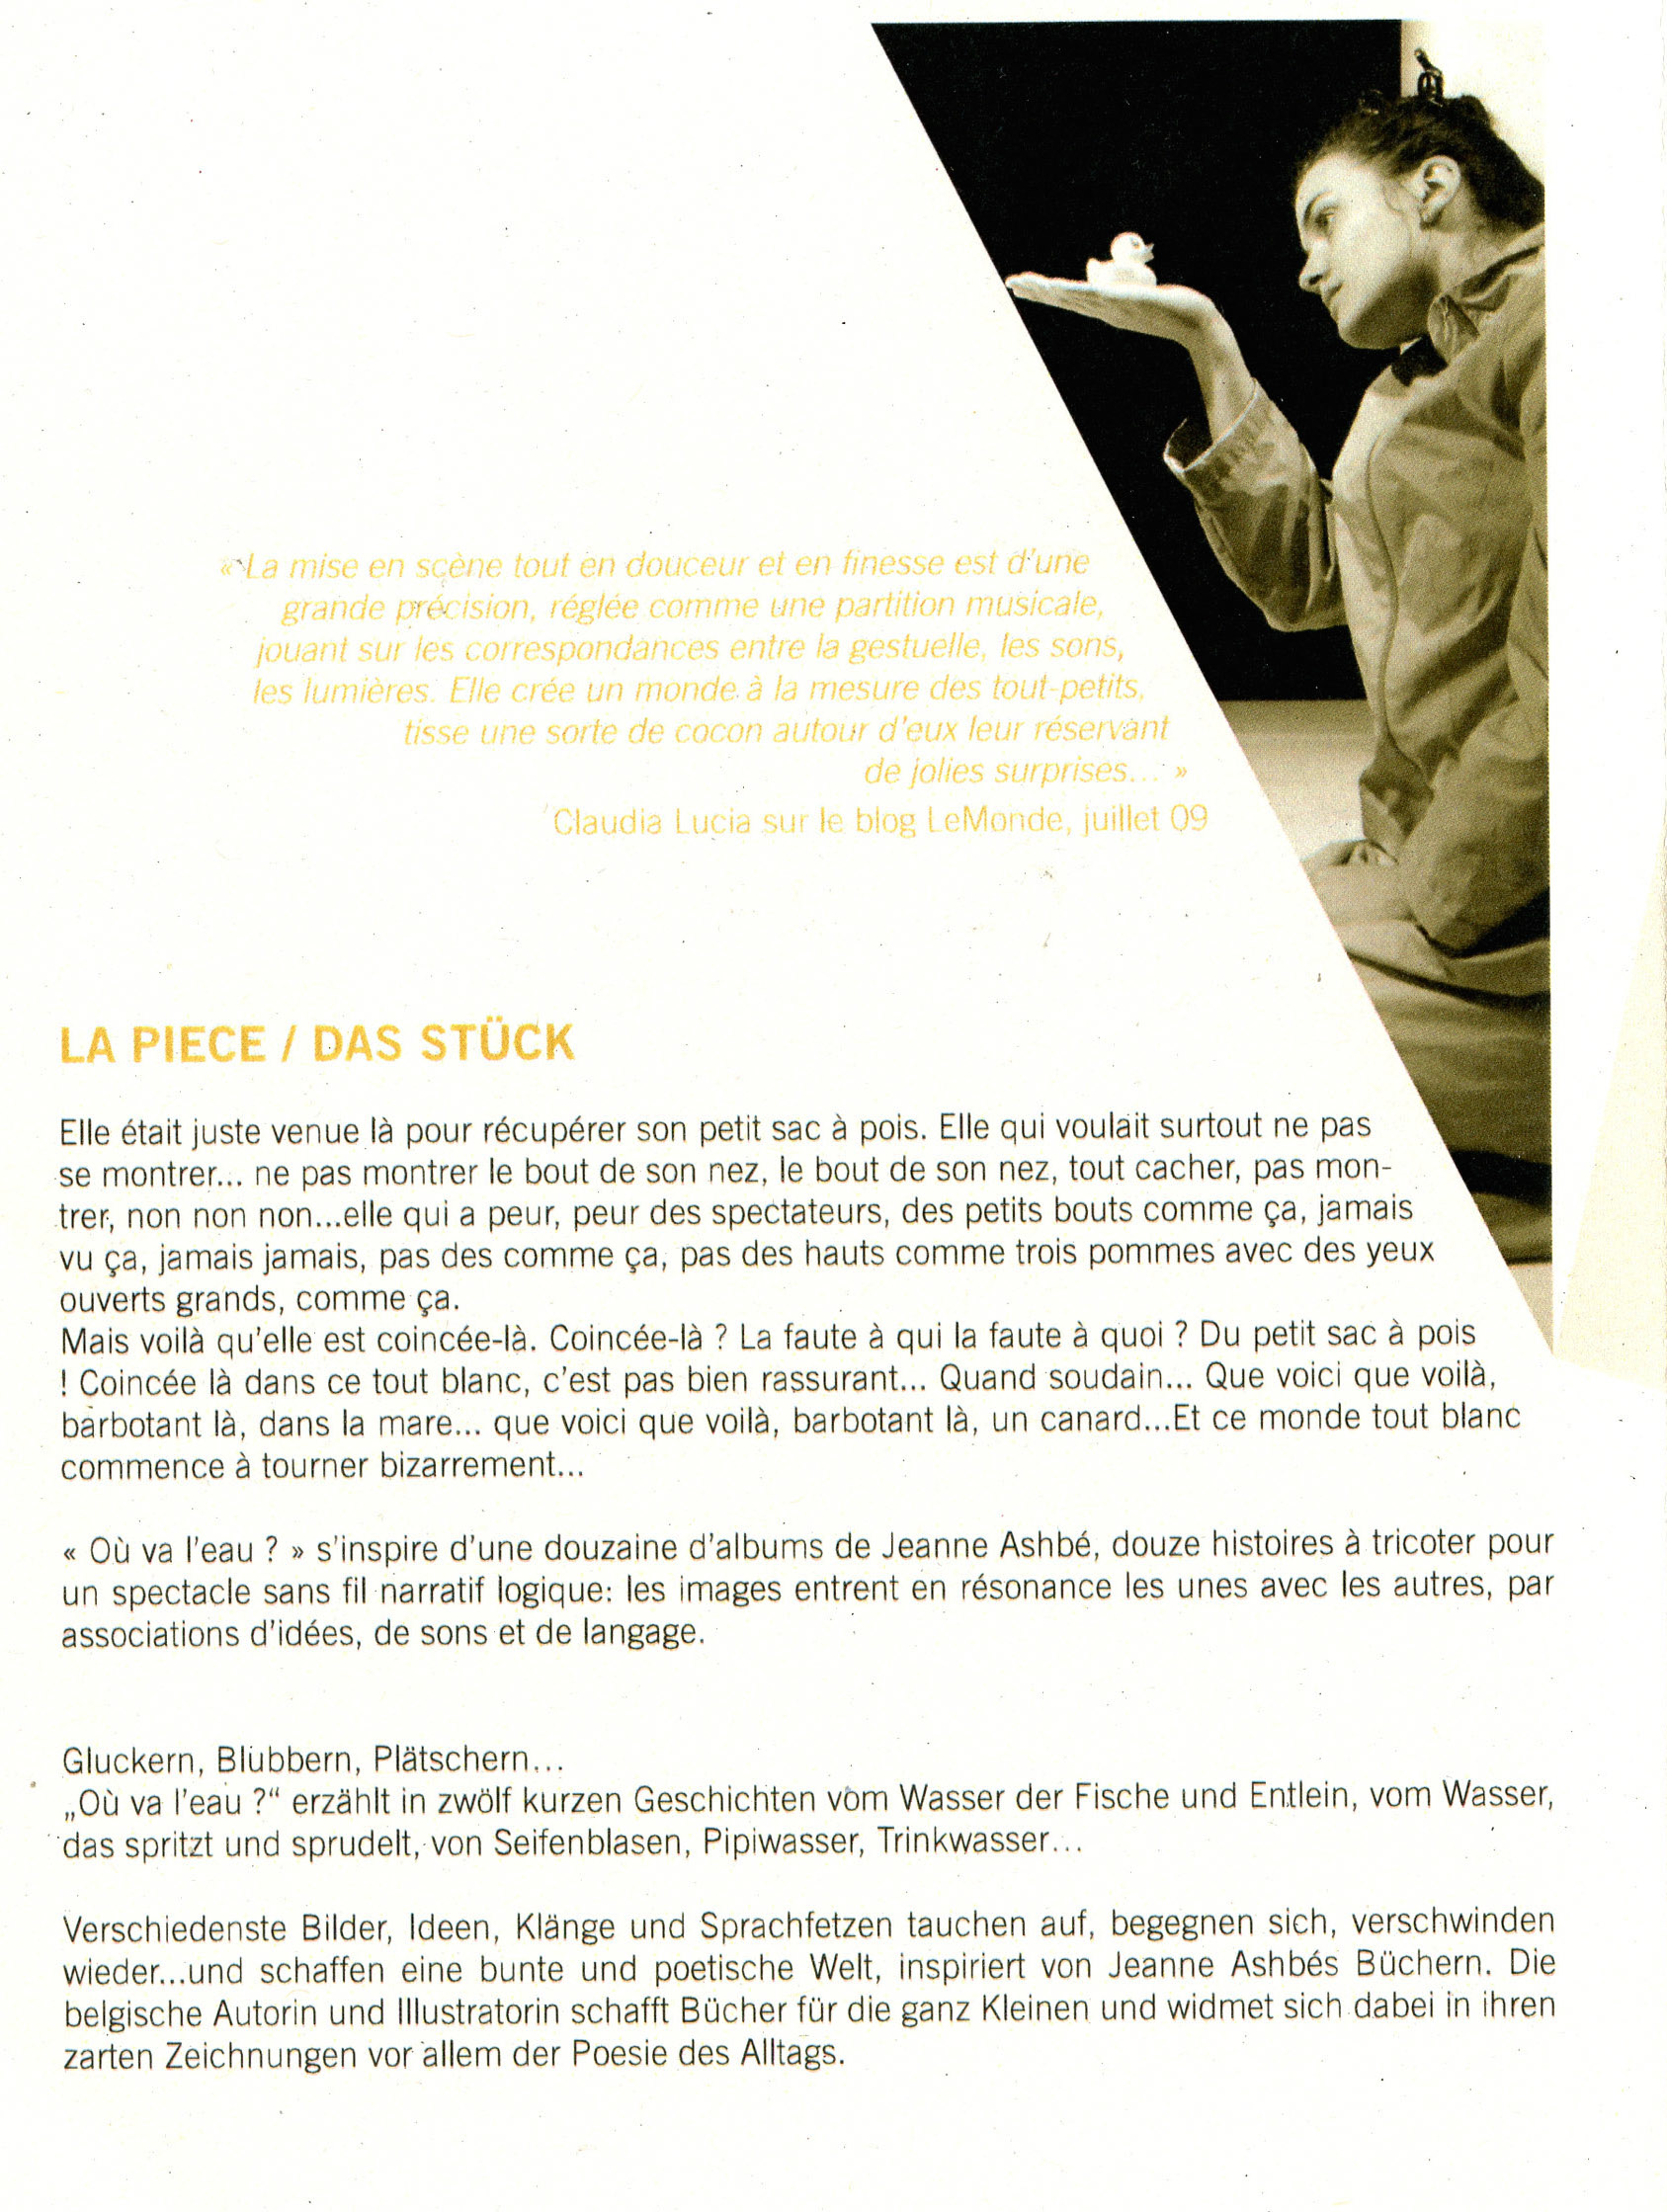 « La mise en scène tout en douceur et en finesse est d'une
grande précision, réglée comme une partition musicale,
jouant sur les correspondances entre la gestuelle, les sons,
les lumières. Elle crée un monde à la mesure des tout-petits,
tisse une sorte de cocon autour d'eux leur réservant
de jolies surprises... »
Claudia Lucia sur le blog LeMonde, juillet 09
LA PIECE / DAS STÜCK
Elle était juste venue là pour récupérer son petit sac à pois. Elle qui voulait surtout ne pas
se montrer... ne pas montrer le bout de son nez, le bout de son nez, tout cacher, pas mon-
trer, non non non...elle qui a peur, peur des spectateurs, des petits bouts comme ça, jamais
vu ça, jamais jamais, pas des comme ça, pas des hauts comme trois pommes avec des yeux
ouverts grands, comme ça.
Mais voilà qu'elle est coincée-là. Coincée-là ? La faute à qui la faute à quoi ? Du petit sac à pois
! Coincée là dans ce tout blanc, c'est pas bien rassurant... Quand soudain... Que voici que voilà,
barbotant là, dans la mare... que voici que voilà, barbotant là, un canard...Et ce monde tout blanc
commence à tourner bizarrement...
« Où va l'eau ? » s'inspire d'une douzaine d'albums de Jeanne Ashbé, douze histoires à tricoter pour
un spectacle sans fil narratif logique: les images entrent en résonance les unes avec les autres, par
associations d'idées, de sons et de langage.
Gluckern, Blubbern, Plätschern...
„Où va l'eau ?“ erzählt in zwölf kurzen Geschichten vom Wasser der Fische und Entlein, vom Wasser,
das spritzt und sprudelt, von Seifenblasen, Pipiwasser, Trinkwasser...
Verschiedenste Bilder, Ideen, Klänge und Sprachfetzen tauchen auf, begegnen sich, verschwinden
wieder...und schaffen eine bunte und poetische Welt, inspiriert von Jeanne Ashbés Büchern. Die
belgische Autorin und Illustratorin schafft Bücher für die ganz Kleinen und widmet sich dabei in ihren
zarten Zeichnungen vor allem der Poesie des Alltags.